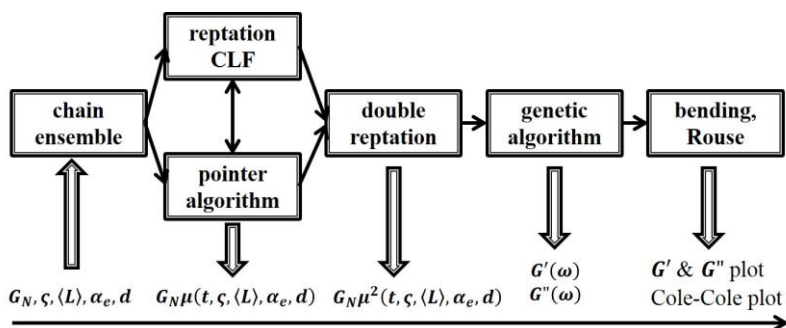 reptation
CLF
chain
ensemble
pointer
algorithm
double
reptation
genetic
algorithm
bending,
Rouse
G_N, ς, ⟨L⟩, α_e, d
G_Nμ(t, ς, ⟨L⟩, α_e, d)
G_Nμ²(t, ς, ⟨L⟩, α_e, d)
G′(ω)
G"(ω)
G′ & G" plot
Cole-Cole plot